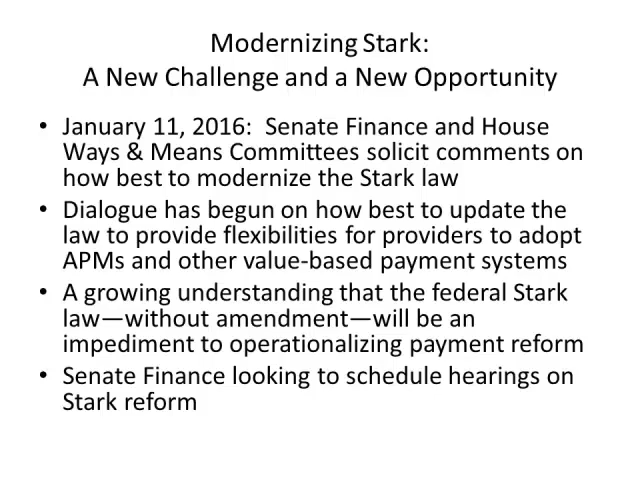 Modernizing Stark:
A New Challenge and a New Opportunity
• January 11, 2016:  Senate Finance and House
Ways & Means Committees solicit comments on
how best to modernize the Stark law
• Dialogue has begun on how best to update the
law to provide flexibilities for providers to adopt
APMs and other value-based payment systems
• A growing understanding that the federal Stark
law—without amendment—will be an
impediment to operationalizing payment reform
• Senate Finance looking to schedule hearings on
Stark reform